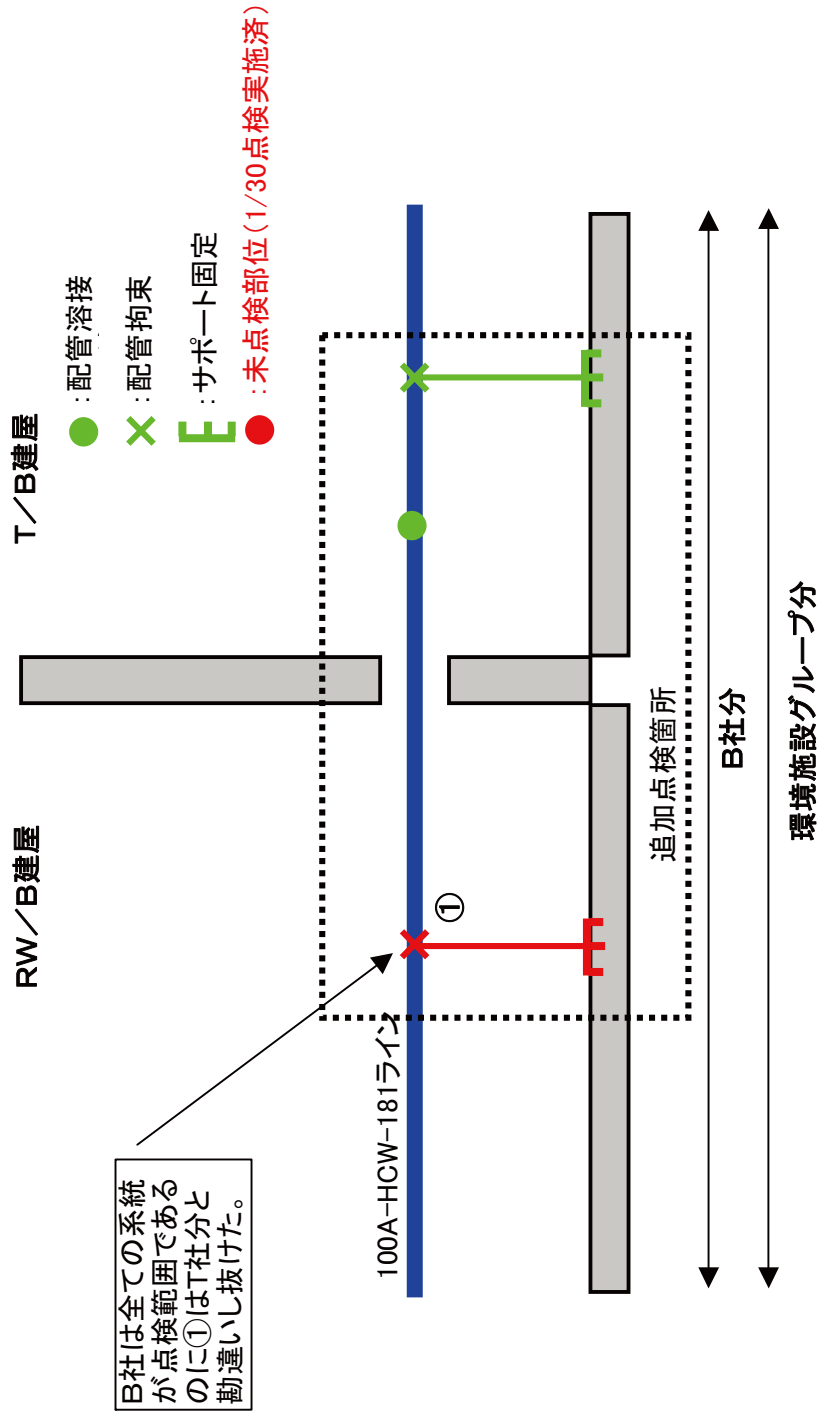 RW/B建屋
T/B建屋
●:配管溶接
×:配管拘束
:サポート固定
●:未点検部位(1/30点検実施済)
B社は全ての系統
が点検範囲である
のに①はT社分と
勘違いし抜けた。
100A-HCW-181ライン
①
追加点検箇所
B社分
環境施設グループ分